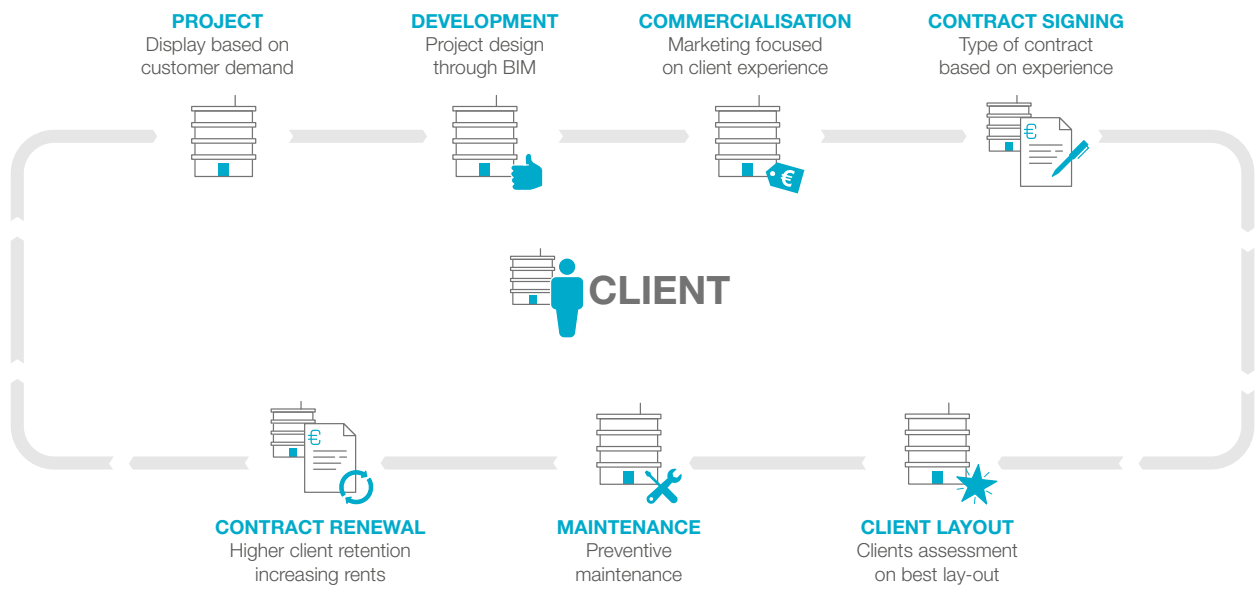 PROJECT
Display based on
customer demand
DEVELOPMENT
Project design
through BIM
COMMERCIALISATION
Marketing focused
on client experience
CONTRACT SIGNING
Type of contract
based on experience
€
€
CLIENT
€
CONTRACT RENEWAL
Higher client retention
increasing rents
MAINTENANCE
Preventive
maintenance
CLIENT LAYOUT
Clients assessment
on best lay-out